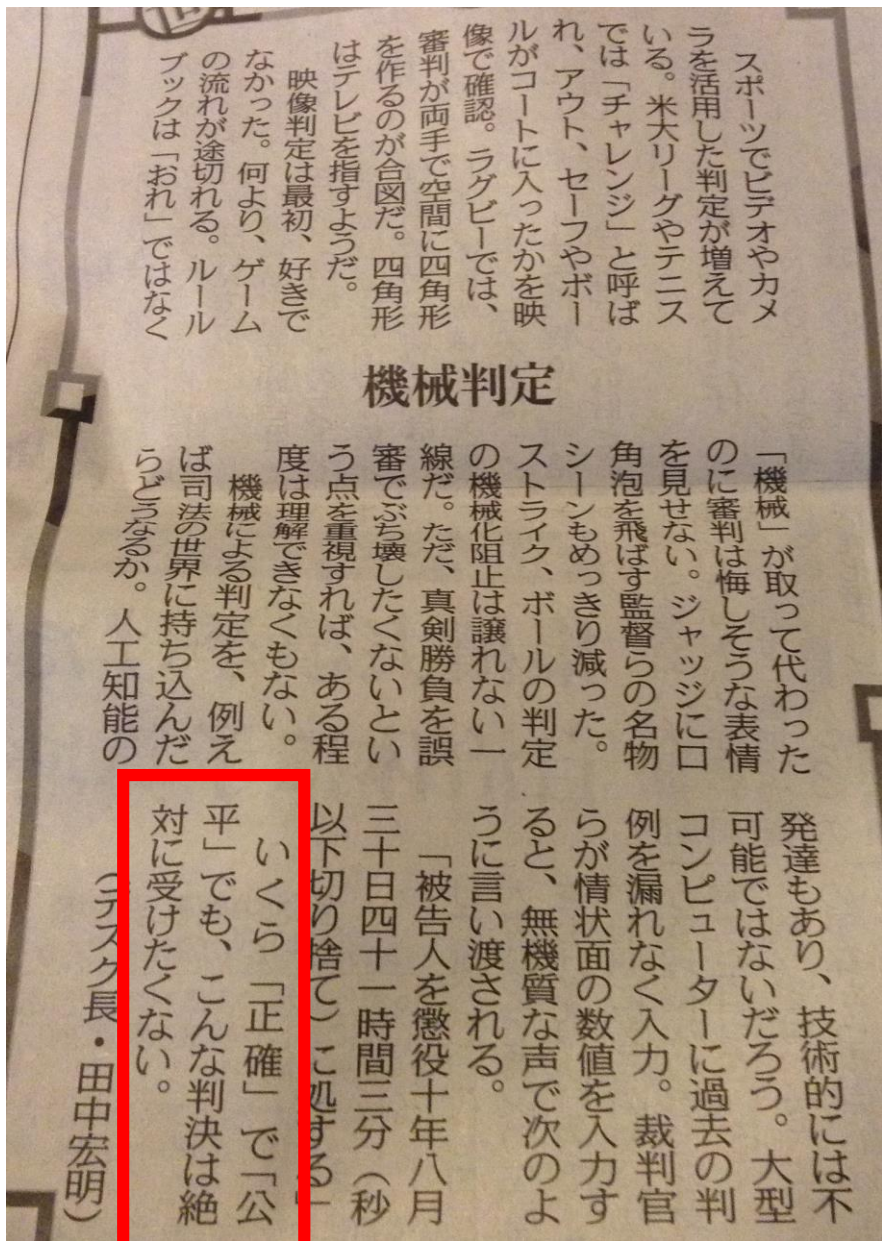 スポーツでビデオやカメ
ラを活用した判定が増えて
いる。米大リーグやテニス
では「チャレンジ」と呼ば
れ、アウト、セーフやボー
ルがコートに入ったかを映
像で確認。ラグビーでは、
審判が両手で空間に四角形
を作るのが合図だ。四角形
はテレビを指すようだ。
映像判定は最初、好きで
なかった。何より、ゲーム
の流れが途切れる。ルール
ブックは「おれ」ではなく
機械判定
「機械」が取って代わった
のに審判は悔しそうな表情
を見せない。ジャッジに口
角泡を飛ばす監督らの名物
シーンもめっきり減った。
ストライク、ボールの判定
の機械化阻止は譲れない一
線だ。ただ、真剣勝負を誤
審でぶち壊したくないとい
う点を重視すれば、ある程
度は理解できなくもない。
機械による判定を、例え
ば司法の世界に持ち込んだ
らどうなるか。人工知能の
発達もあり、技術的には不
可能ではないだろう。大型
コンピューターに過去の判
例を漏れなく入力。裁判官
らが情状面の数値を入力す
ると、無機質な声で次のよ
うに言い渡される。
「被告人を懲役十年八月
三十日四十一時間三分（秒
以下切り捨て）に処する」
いくら「正確」で「公
平」でも、こんな判決は絶
対に受けたくない。
（デスク長・田中宏明）